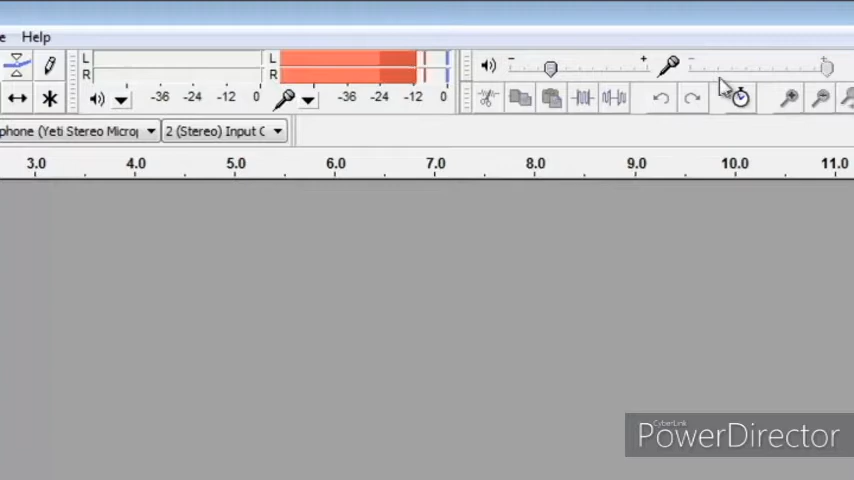 Help
L
R
-36 -24 -12 0
L
R
-36 -24 -12 0
- +
- +
phone (Yeti Stereo Microp
2 (Stereo) Input C
3.0 4.0 5.0 6.0 7.0 8.0 9.0 10.0 11.0
CyberLink
PowerDirector